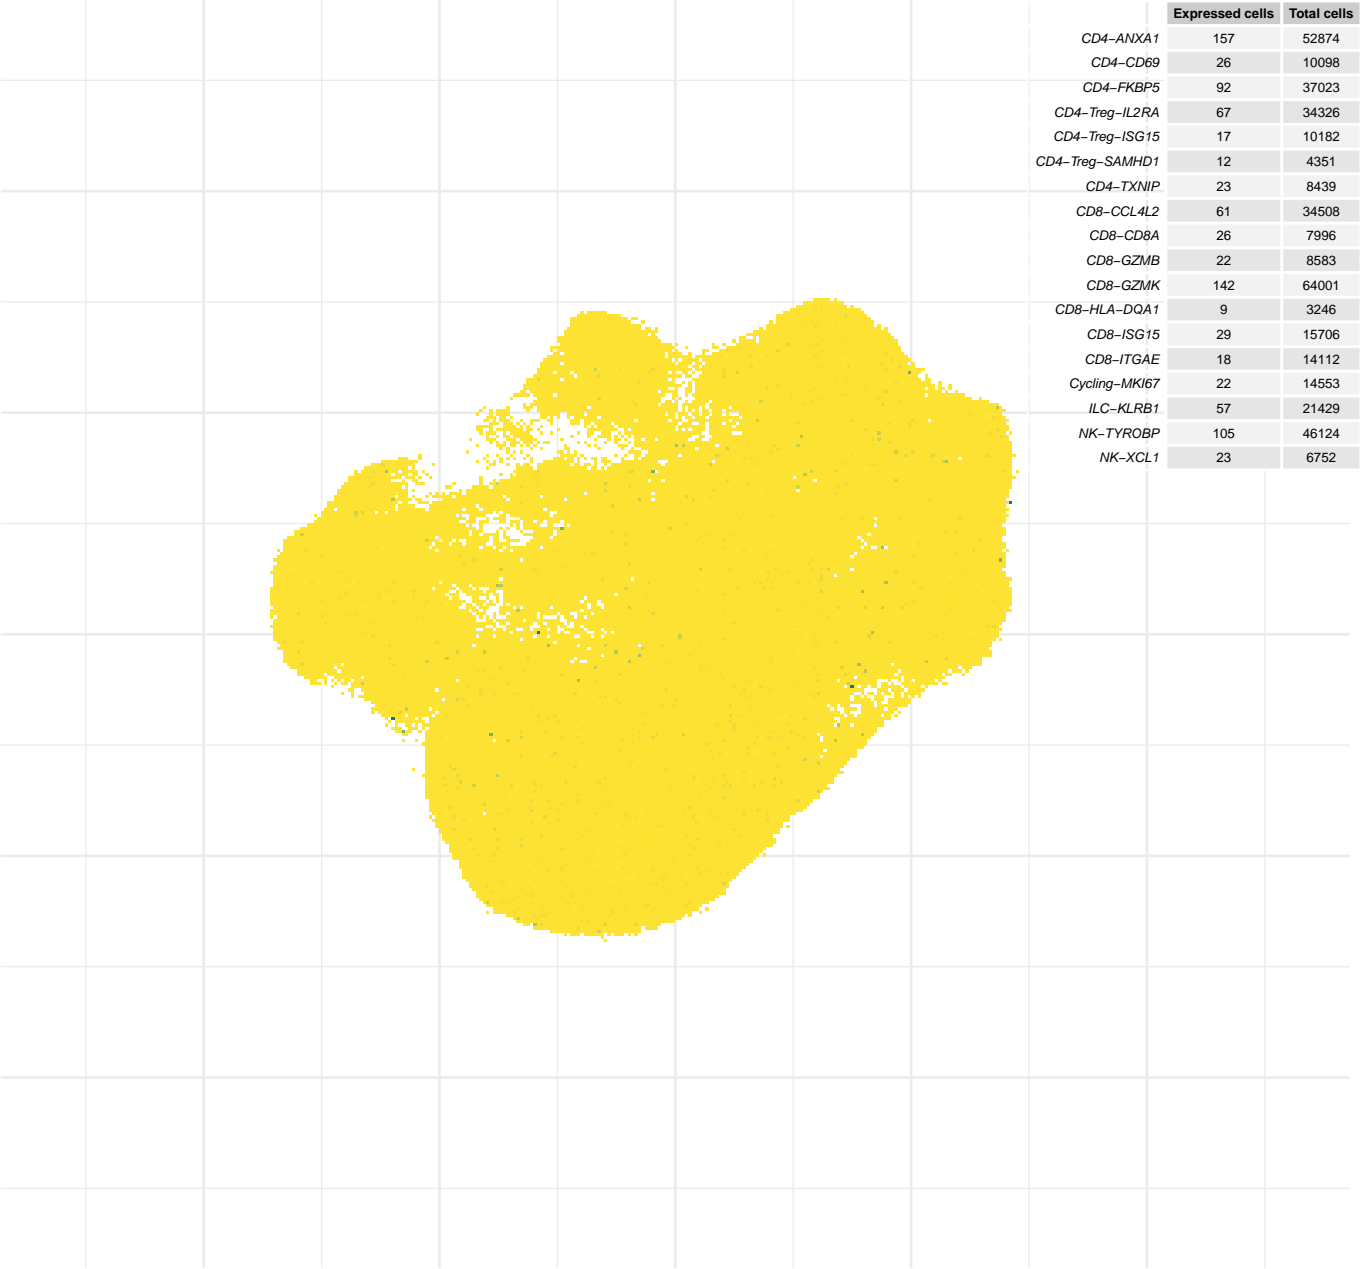 Expressed cells Total cells
CD4−ANXA1 157 52874
CD4−CD69 26 10098
CD4−FKBP5 92 37023
CD4−Treg−IL2RA 67 34326
CD4−Treg−ISG15 17 10182
CD4−Treg−SAMHD1 12 4351
CD4−TXNIP 23 8439
CD8−CCL4L2 61 34508
CD8−CD8A 26 7996
CD8−GZMB 22 8583
CD8−GZMK 142 64001
CD8−HLA−DQA1 9 3246
CD8−ISG15 29 15706
CD8−ITGAE 18 14112
Cycling−MKI67 22 14553
ILC−KLRB1 57 21429
NK−TYROBP 105 46124
NK−XCL1 23 6752